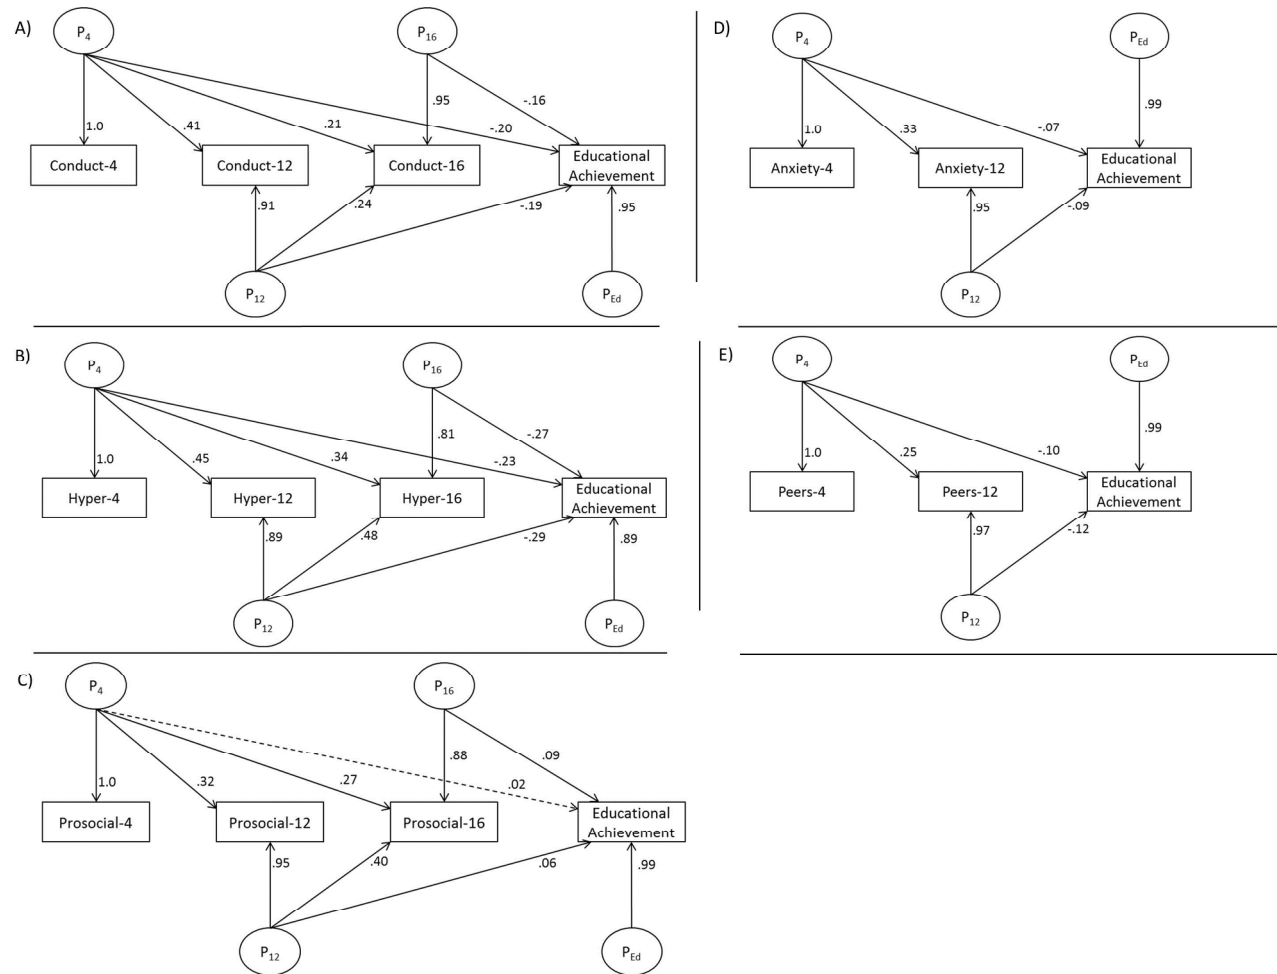 A)
P4
P16
D)
P4
PEd
.95
-.16
1.0
.41
.21
-.20
1.0
.33
-.07
.99
Conduct-4
Conduct-12
Conduct-16
Educational
Achievement
Anxiety-4
Anxiety-12
Educational
Achievement
.91
.24
-.19
.95
.95
-.09
P12
PEd
P12
B)
P4
P16
E)
P4
PEd
.81
-.27
1.0
.45
.34
-.23
1.0
.25
-.10
.99
Hyper-4
Hyper-12
Hyper-16
Educational
Achievement
Peers-4
Peers-12
Educational
Achievement
.89
.48
-.29
.89
.97
-.12
P12
PEd
P12
C)
P4
P16
.88
.09
1.0
.32
.27
.02
Prosocial-4
Prosocial-12
Prosocial-16
Educational
Achievement
.95
.40
.06
.99
P12
PEd